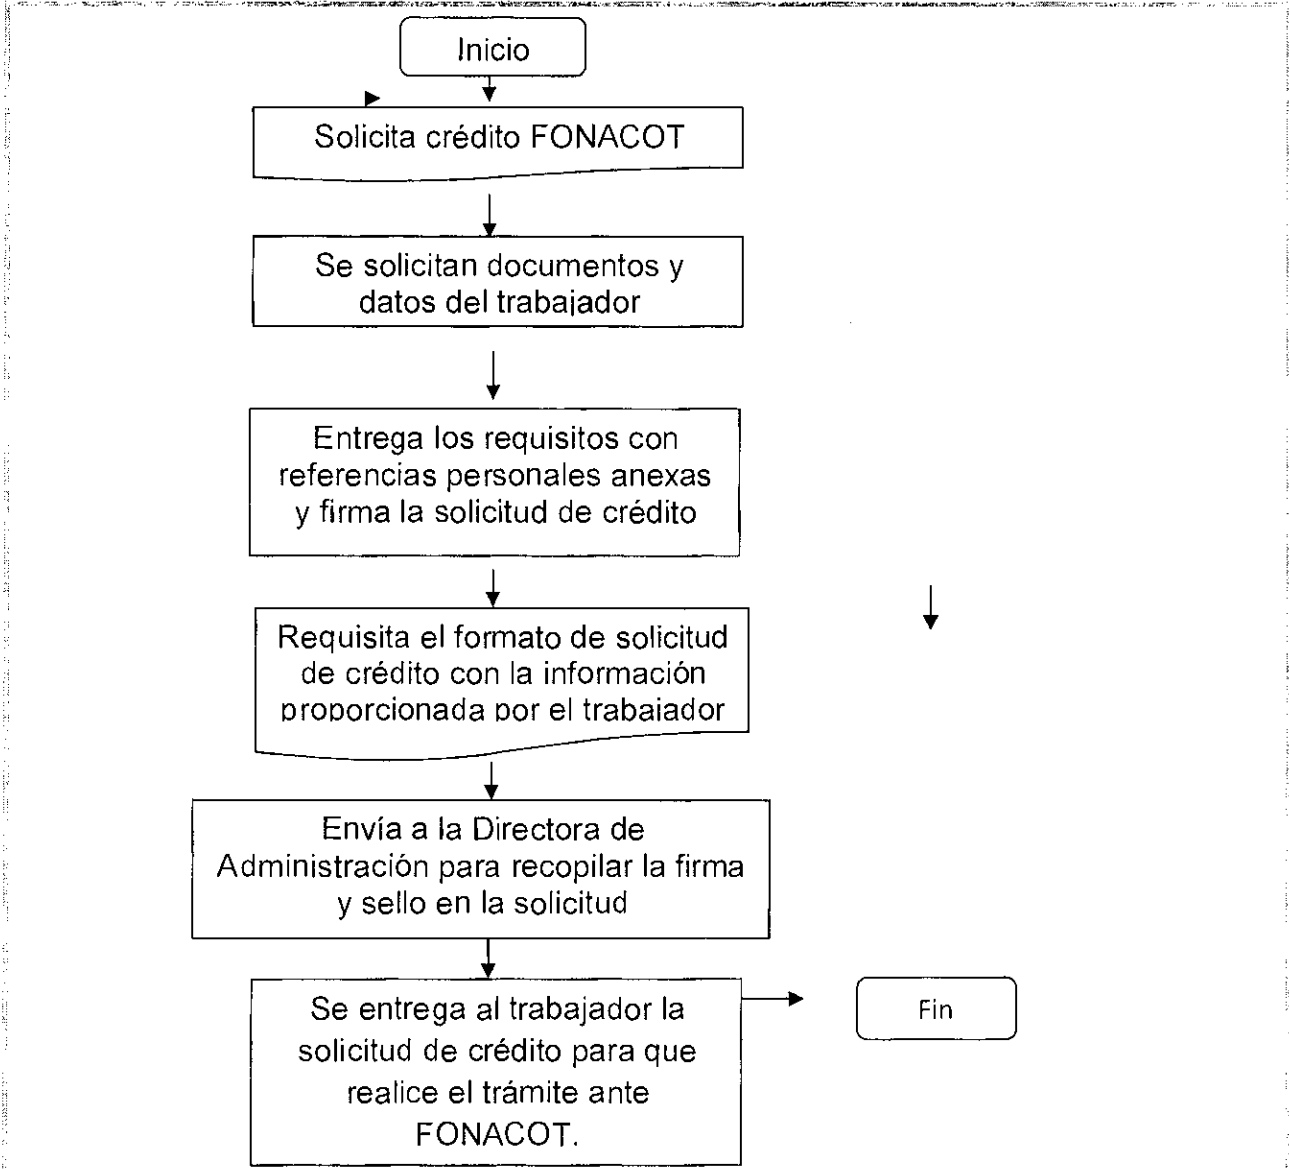 Inicio
Solicita crédito FONACOT
Se solicitan documentos y
datos del trabajador
Entrega los requisitos con
referencias personales anexas
y firma la solicitud de crédito
Requisita el formato de solicitud
de crédito con la información
proporcionada por el trabajador
Envía a la Directora de
Administración para recopilar la firma
y sello en la solicitud
Se entrega al trabajador la
solicitud de crédito para que
realice el trámite ante
FONACOT.
Fin